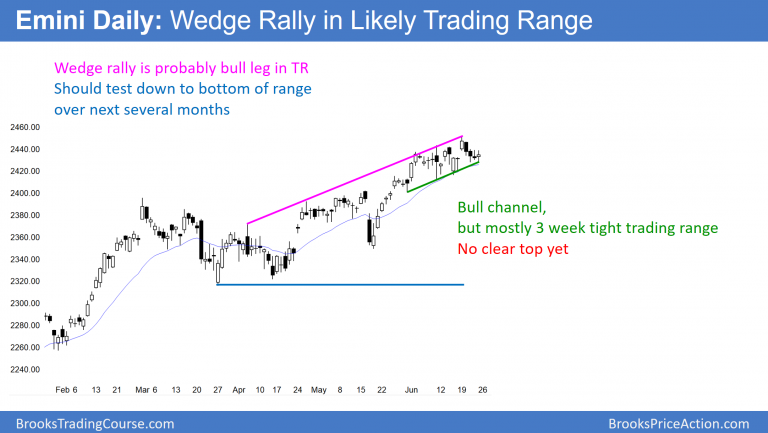 Emini Daily: Wedge Rally in Likely Trading Range
Wedge rally is probably bull leg in TR
Should test down to bottom of range
over next several months
2460.00
2440.00
2420.00
2400.00
2380.00
2360.00
2340.00
2320.00
2300.00
2280.00
2260.00
2240.00
Bull channel,
but mostly 3 week tight trading range
No clear top yet
Feb 6 13 21 Mar 6 13 20 27 Apr 10 17 24 May 8 15 22 Jun 12 19 26
BrooksTradingCourse.com BrooksPriceAction.com